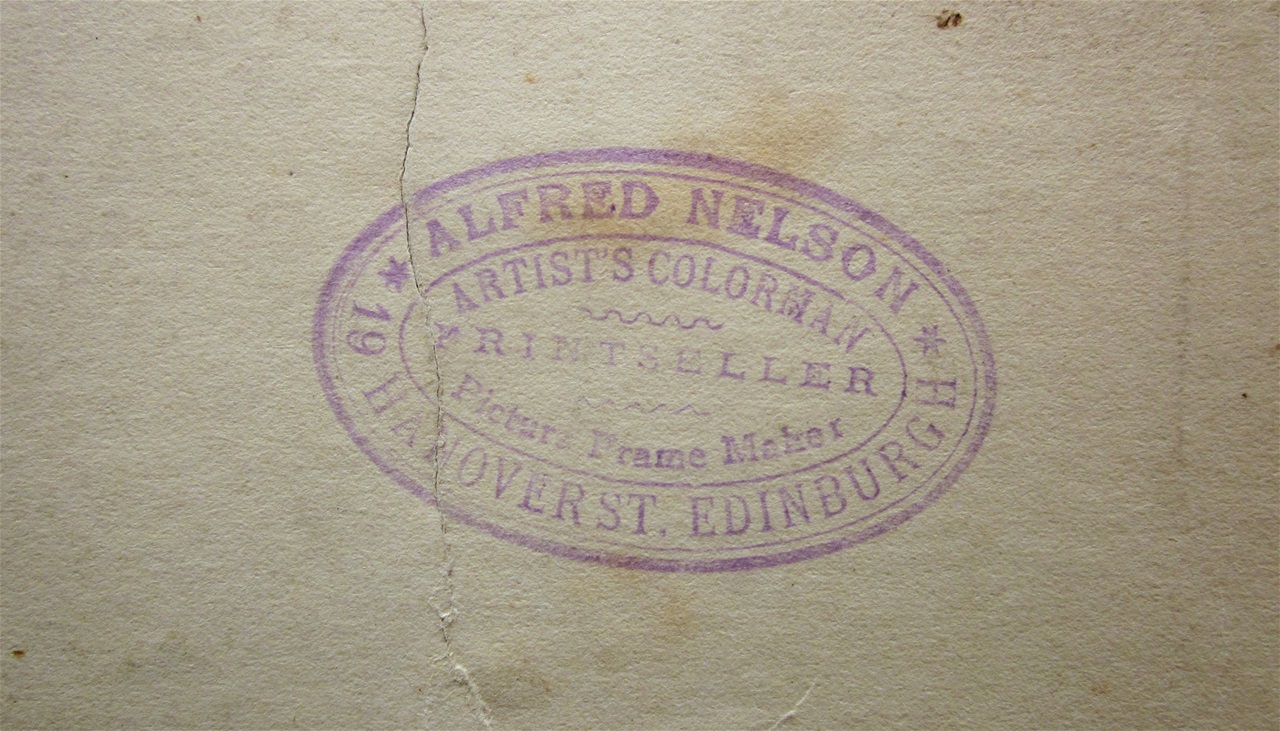 ALFRED NELSON
ARTIST'S COLORMAN
PRINTSELLER
Picture Frame Maker
19 HANOVER ST. EDINBURGH